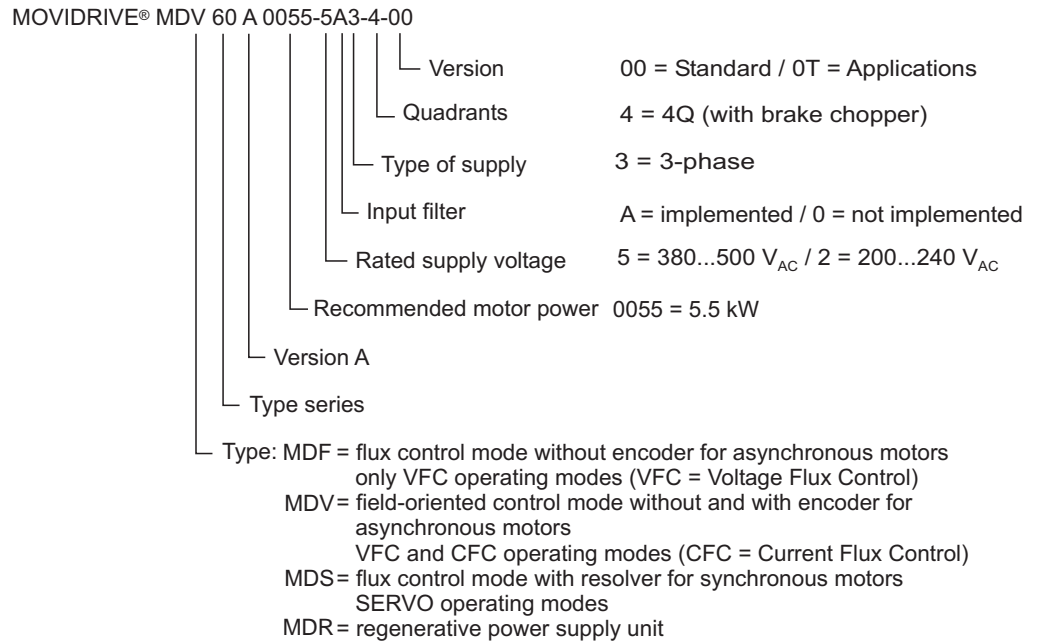 MOVIDRIVE® MDV 60 A 0055-5A3-4-00
Version 00 = Standard / 0T = Applications
Quadrants 4 = 4Q (with brake chopper)
Type of supply 3 = 3-phase
Input filter A = implemented / 0 = not implemented
Rated supply voltage 5 = 380...500 VAC / 2 = 200...240 VAC
Recommended motor power 0055 = 5.5 kW
Version A
Type series
Type: MDF = flux control mode without encoder for asynchronous motors
only VFC operating modes (VFC = Voltage Flux Control)
MDV= field-oriented control mode without and with encoder for
asynchronous motors
VFC and CFC operating modes (CFC = Current Flux Control)
MDS= flux control mode with resolver for synchronous motors
SERVO operating modes
MDR= regenerative power supply unit